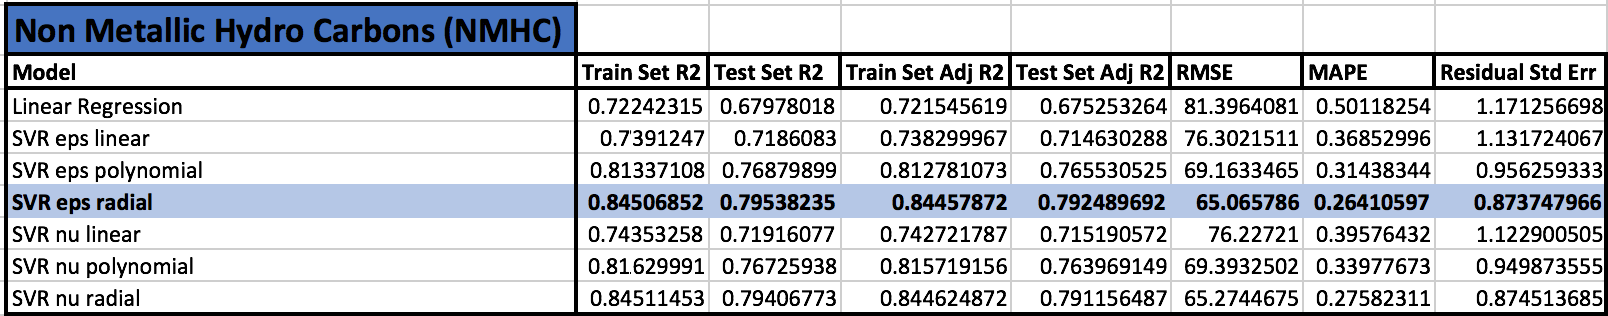 Non Metallic Hydro Carbons (NMHC)
Model Train Set R2 Test Set R2 Train Set Adj R2 Test Set Adj R2 RMSE MAPE Residual Std Err
Linear Regression 0.72242315 0.67978018 0.721545619 0.675253264 81.3964081 0.50118254 1.171256698
SVR eps linear 0.7391247 0.7186083 0.738299967 0.714630288 76.3021511 0.36852996 1.131724067
SVR eps polynomial 0.81337108 0.76879899 0.812781073 0.765530525 69.1633465 0.31438344 0.956259333
SVR eps radial 0.84506852 0.79538235 0.84457872 0.792489692 65.065786 0.26410597 0.873747966
SVR nu linear 0.74353258 0.71916077 0.742721787 0.715190572 76.22721 0.39576432 1.122900505
SVR nu polynomial 0.81629991 0.76725938 0.815719156 0.763969149 69.3932502 0.33977673 0.949873555
SVR nu radial 0.84511453 0.79406773 0.844624872 0.791156487 65.2744675 0.27582311 0.874513685